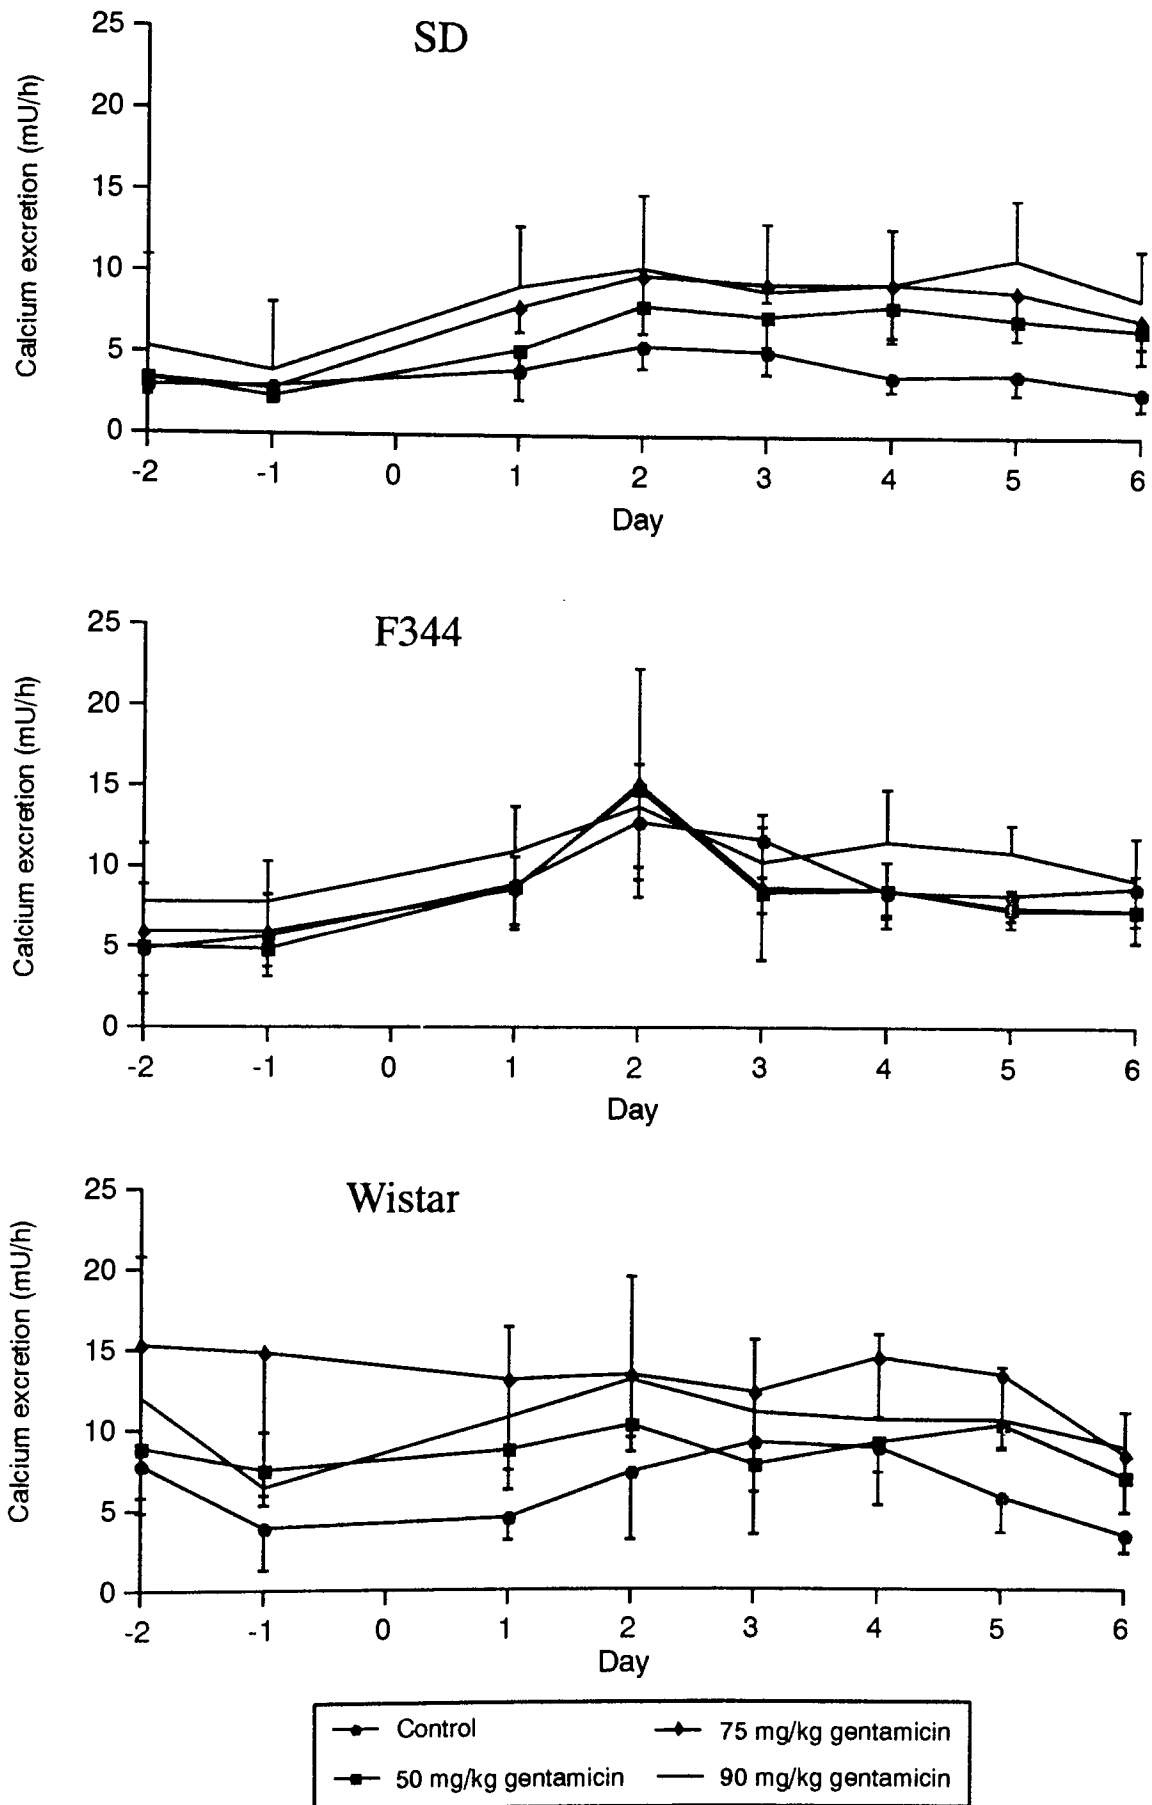 SD
Calcium excretion (mU/h)
25
20
15
10
5
0
-2 -1 0 1 2 3 4 5 6
Day
F344
Calcium excretion (mU/h)
25
20
15
10
5
0
-2 -1 0 1 2 3 4 5 6
Day
Wistar
Calcium excretion (mU/h)
25
20
15
10
5
0
-2 -1 0 1 2 3 4 5 6
Day
Control 75 mg/kg gentamicin
50 mg/kg gentamicin 90 mg/kg gentamicin